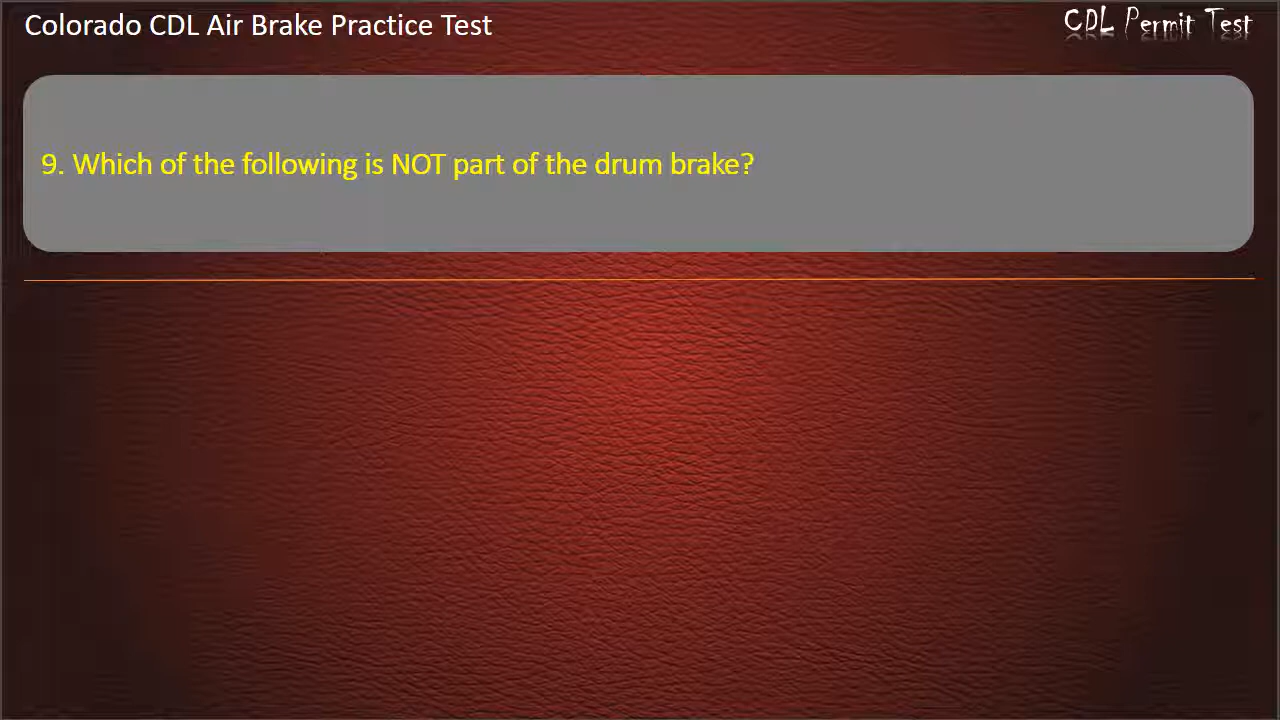 Colorado CDL Air Brake Practice Test
CDL Permit Test
9. Which of the following is NOT part of the drum brake?